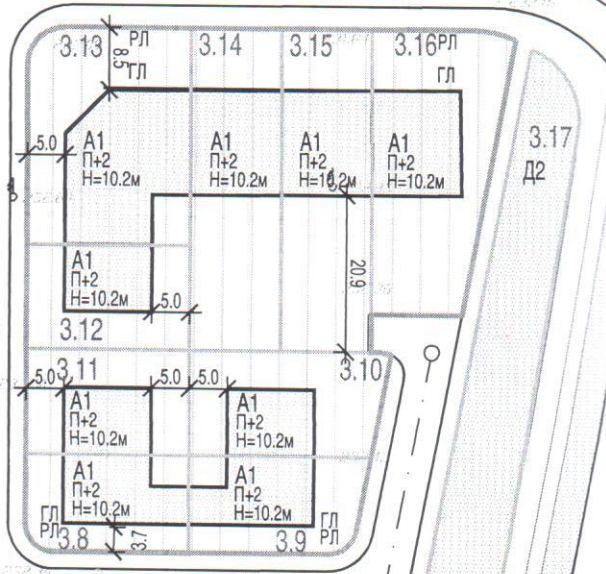 3.13
РЛ
3.14
3.15
3.16
РЛ
8.5
ГЛ
ГЛ
3.17
Д2
5.0
А1
П+2
Н=10.2м
А1
П+2
Н=10.2м
А1
П+2
Н=10.2м
А1
П+2
Н=10.2м
А1
П+2
Н=10.2м
20.9
5.0
3.12
3.11
3.10
5.0
5.0
5.0
А1
П+2
Н=10.2м
А1
П+2
Н=10.2м
А1
П+2
Н=10.2м
А1
П+2
Н=10.2м
ГЛ
РЛ
3.8
3.7
3.9
ГЛ
РЛ